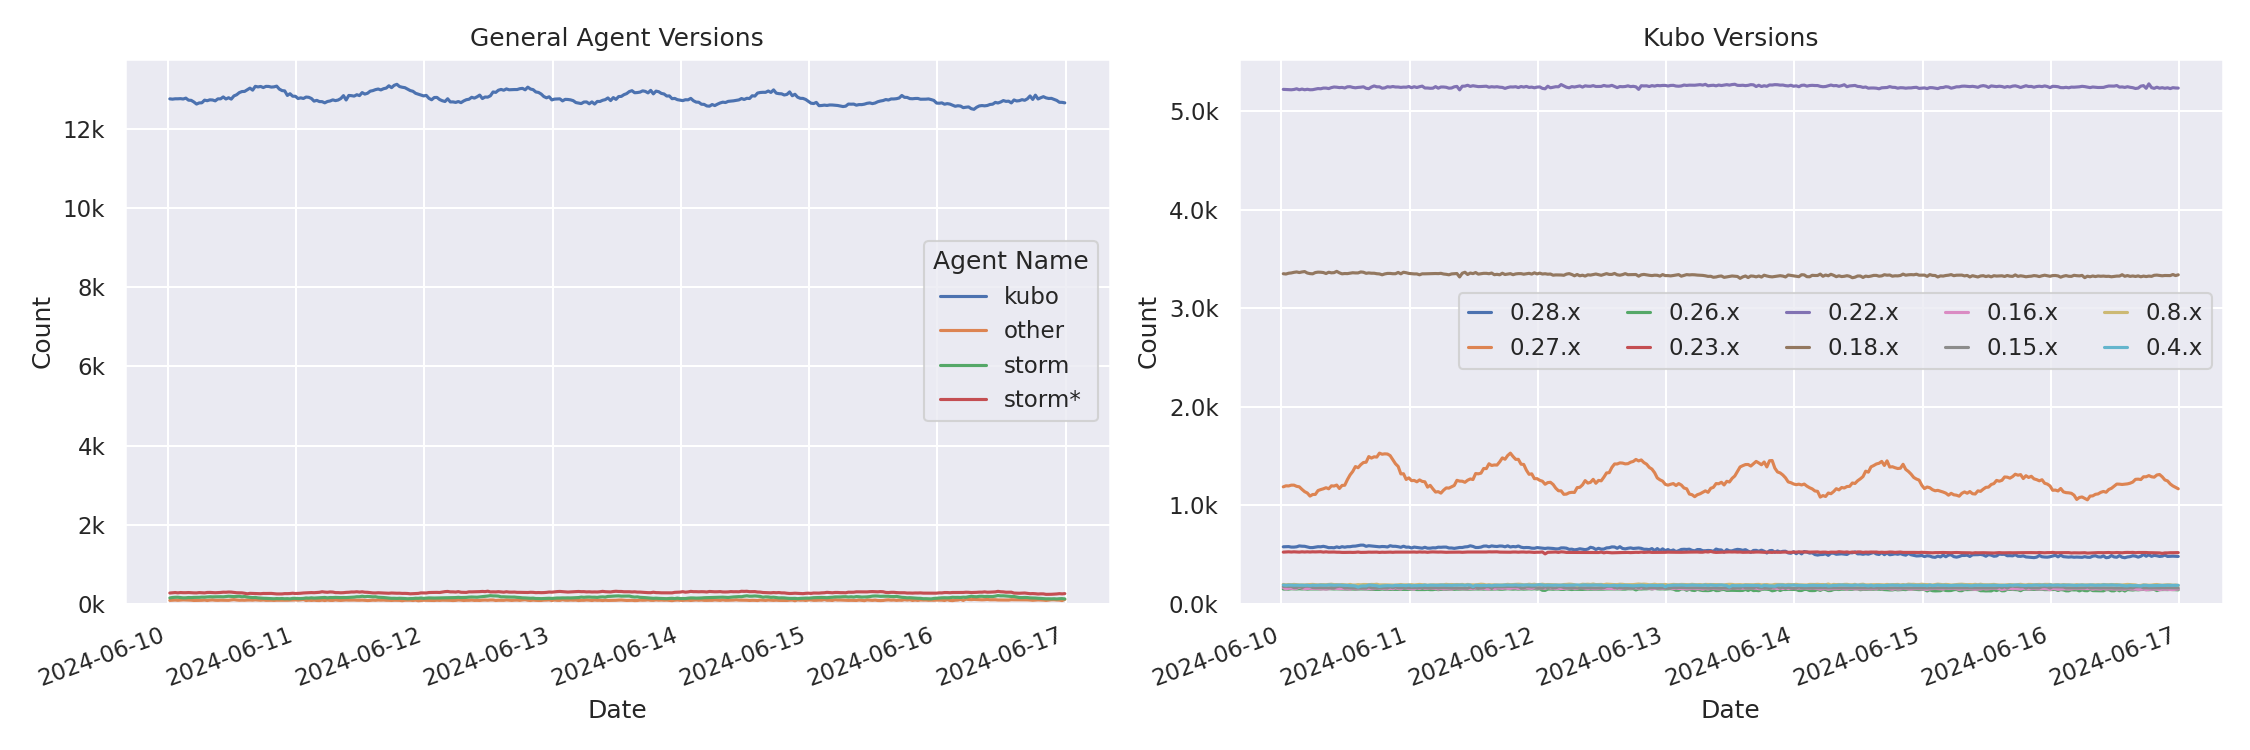 General Agent Versions
Count
12k
10k
8k
6k
4k
2k
0k
Agent Name
kubo
other
storm
storm*
2024-06-10
2024-06-11
2024-06-12
2024-06-13
2024-06-14
2024-06-15
2024-06-16
2024-06-17
Date
Kubo Versions
Count
5.0k
4.0k
3.0k
2.0k
1.0k
0.0k
0.28.x 0.26.x 0.22.x 0.16.x 0.8.x
0.27.x 0.23.x 0.18.x 0.15.x 0.4.x
2024-06-10
2024-06-11
2024-06-12
2024-06-13
2024-06-14
2024-06-15
2024-06-16
2024-06-17
Date